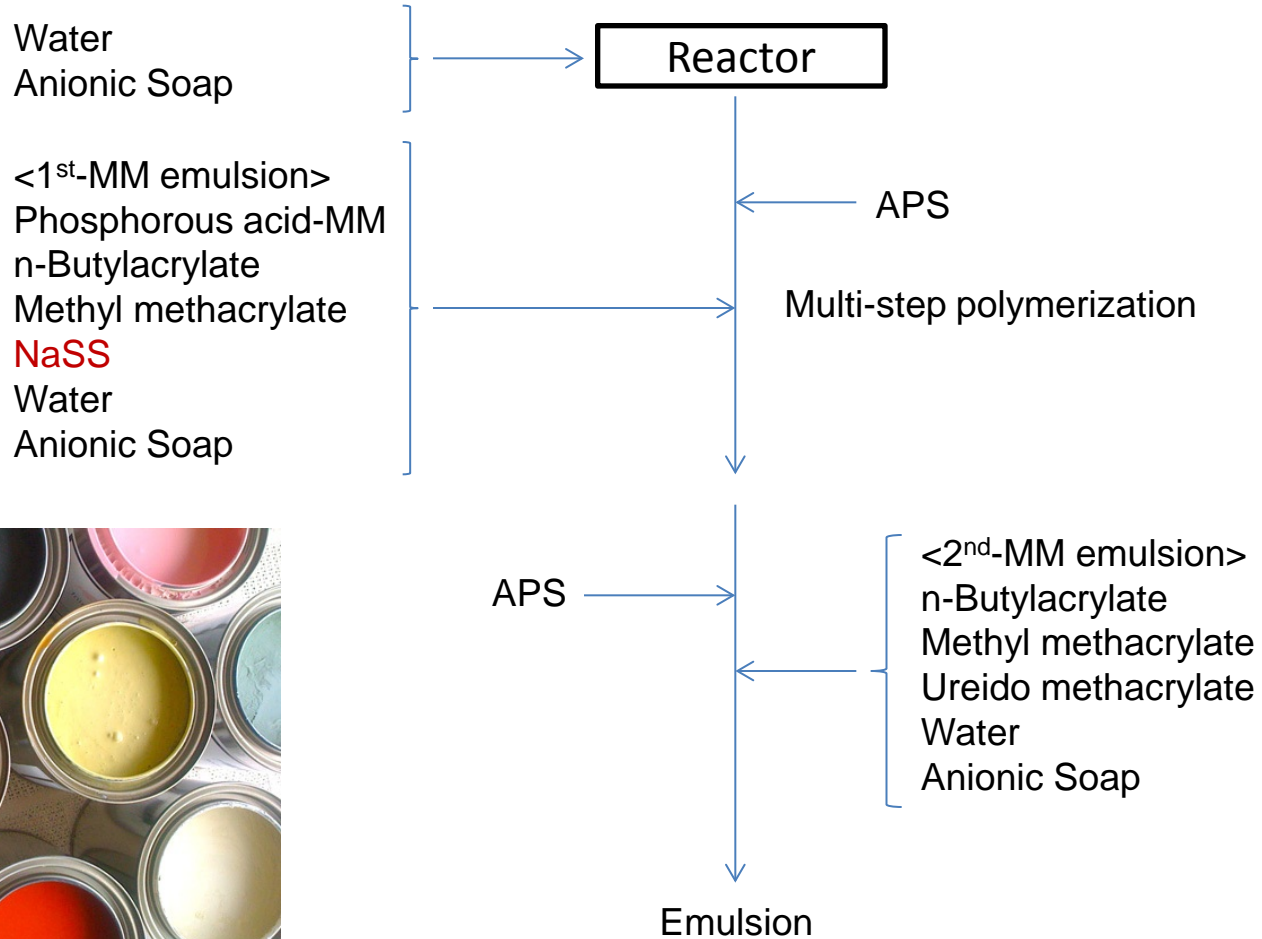 Water
Anionic Soap
Reactor
<1st-MM emulsion>
Phosphorous acid-MM
n-Butylacrylate
Methyl methacrylate
NaSS
Water
Anionic Soap
APS
Multi-step polymerization
APS
<2nd-MM emulsion>
n-Butylacrylate
Methyl methacrylate
Ureido methacrylate
Water
Anionic Soap
Emulsion